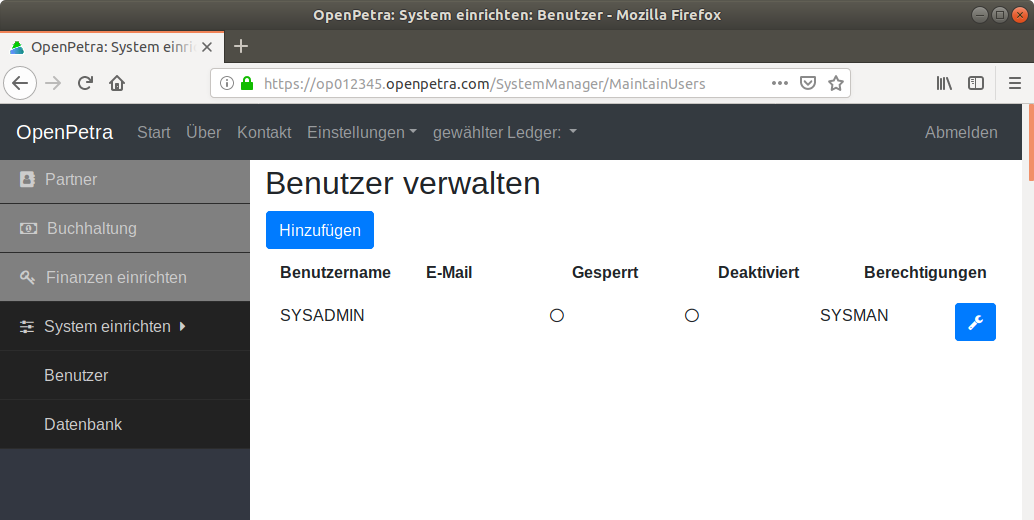 OpenPetra: System einrichten: Benutzer - Mozilla Firefox
OpenPetra: System einri
https://op012345.openpetra.com/SystemManager/MaintainUsers
OpenPetra Start Über Kontakt Einstellungen gewählter Ledger: Abmelden
Partner
Buchhaltung
Finanzen einrichten
System einrichten
Benutzer
Datenbank
Benutzer verwalten
Hinzufügen
Benutzername E-Mail Gesperrt Deaktiviert Berechtigungen
SYSADMIN SYSMAN